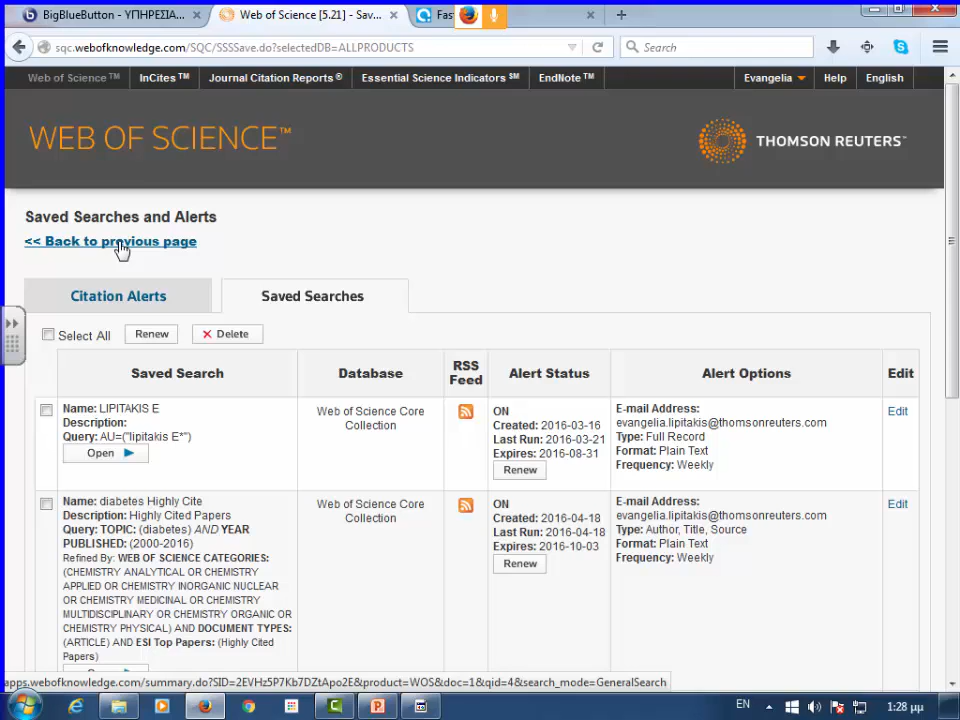 BigBlueButton - ΥΠΗΡΕΣΙΑ...
Web of Science [5.21] - Sav...
Fas
sqc.webofknowledge.com/SQC/SSSSave.do?selectedDB=ALLPRODUCTS
Search
Web of Science™
InCites™
Journal Citation Reports®
Essential Science Indicators℠
EndNote™
Evangelia
Help
English
WEB OF SCIENCE™
THOMSON REUTERS™
Saved Searches and Alerts
<< Back to previous page
Citation Alerts
Saved Searches
Select All
Renew
Delete
Saved Search
Database
RSS Feed
Alert Status
Alert Options
Edit
Name: LIPITAKIS E
Description:
Query: AU=("lipitakis E*")
Open
Web of Science Core
Collection
ON
Created: 2016-03-16
Last Run: 2016-03-21
Expires: 2016-08-31
Renew
E-mail Address:
evangelia.lipitakis@thomsonreuters.com
Type: Full Record
Format: Plain Text
Frequency: Weekly
Edit
Name: diabetes Highly Cite
Description: Highly Cited Papers
Query: TOPIC: (diabetes) AND YEAR
PUBLISHED: (2000-2016)
Refined By: WEB OF SCIENCE CATEGORIES:
(CHEMISTRY ANALYTICAL OR CHEMISTRY
APPLIED OR CHEMISTRY INORGANIC NUCLEAR
OR CHEMISTRY MEDICINAL OR CHEMISTRY
MULTIDISCIPLINARY OR CHEMISTRY ORGANIC OR
CHEMISTRY PHYSICAL) AND DOCUMENT TYPES:
(ARTICLE) AND ESI Top Papers: (Highly Cited
Papers)
Web of Science Core
Collection
ON
Created: 2016-04-18
Last Run: 2016-04-18
Expires: 2016-10-03
Renew
E-mail Address:
evangelia.lipitakis@thomsonreuters.com
Type: Author, Title, Source
Format: Plain Text
Frequency: Weekly
Edit
apps.webofknowledge.com/summary.do?SID=2EVHz5P7Kb7DZtApo2E&product=WOS&doc=1&qid=4&search_mode=GeneralSearch
EN
1:28 μμ